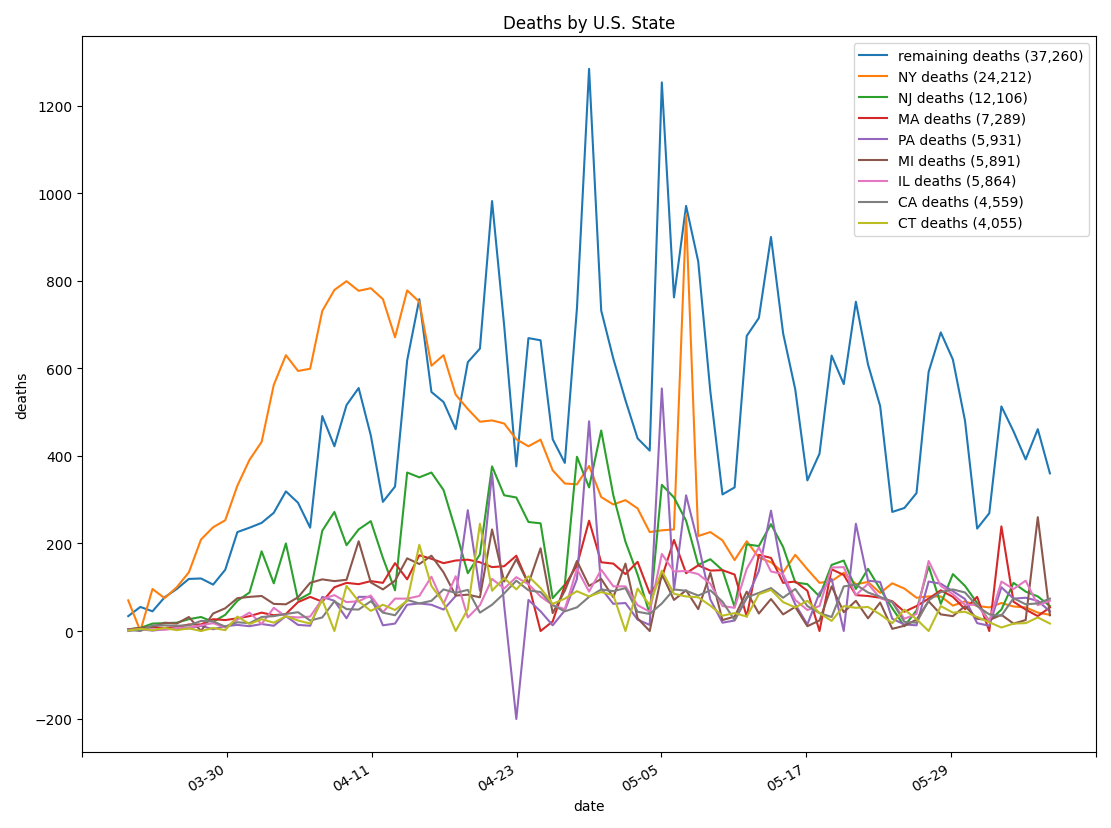 Deaths by U.S. State
remaining deaths (37,260)
NY deaths (24,212)
NJ deaths (12,106)
MA deaths (7,289)
PA deaths (5,931)
MI deaths (5,891)
IL deaths (5,864)
CA deaths (4,559)
CT deaths (4,055)
deaths
1200
1000
800
600
400
200
0
−200
03-30
04-11
04-23
05-05
05-17
05-29
date